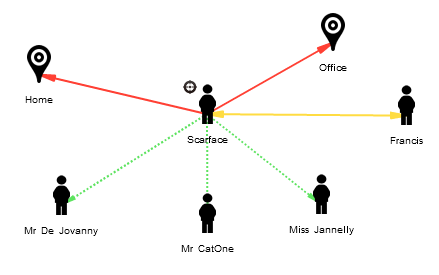 Office
Home
Scarface
Francis
Mr De Jovanny
Miss Jannelly
Mr CatOne